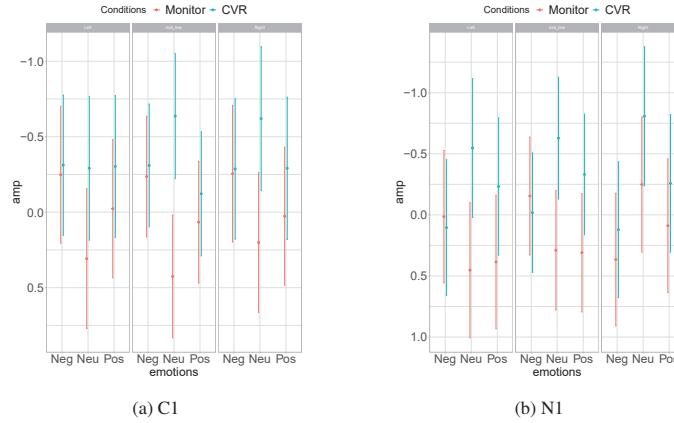 Conditions Monitor CVR
Left mid_line Right
−1.0
−0.5
0.0
0.5
amp
Neg Neu Pos Neg Neu Pos Neg Neu Pos
emotions
(a) C1
Conditions Monitor CVR
Left mid_line Right
−1.0
−0.5
0.0
0.5
1.0
amp
Neg Neu Pos Neg Neu Pos Neg Neu Pos
emotions
(b) N1